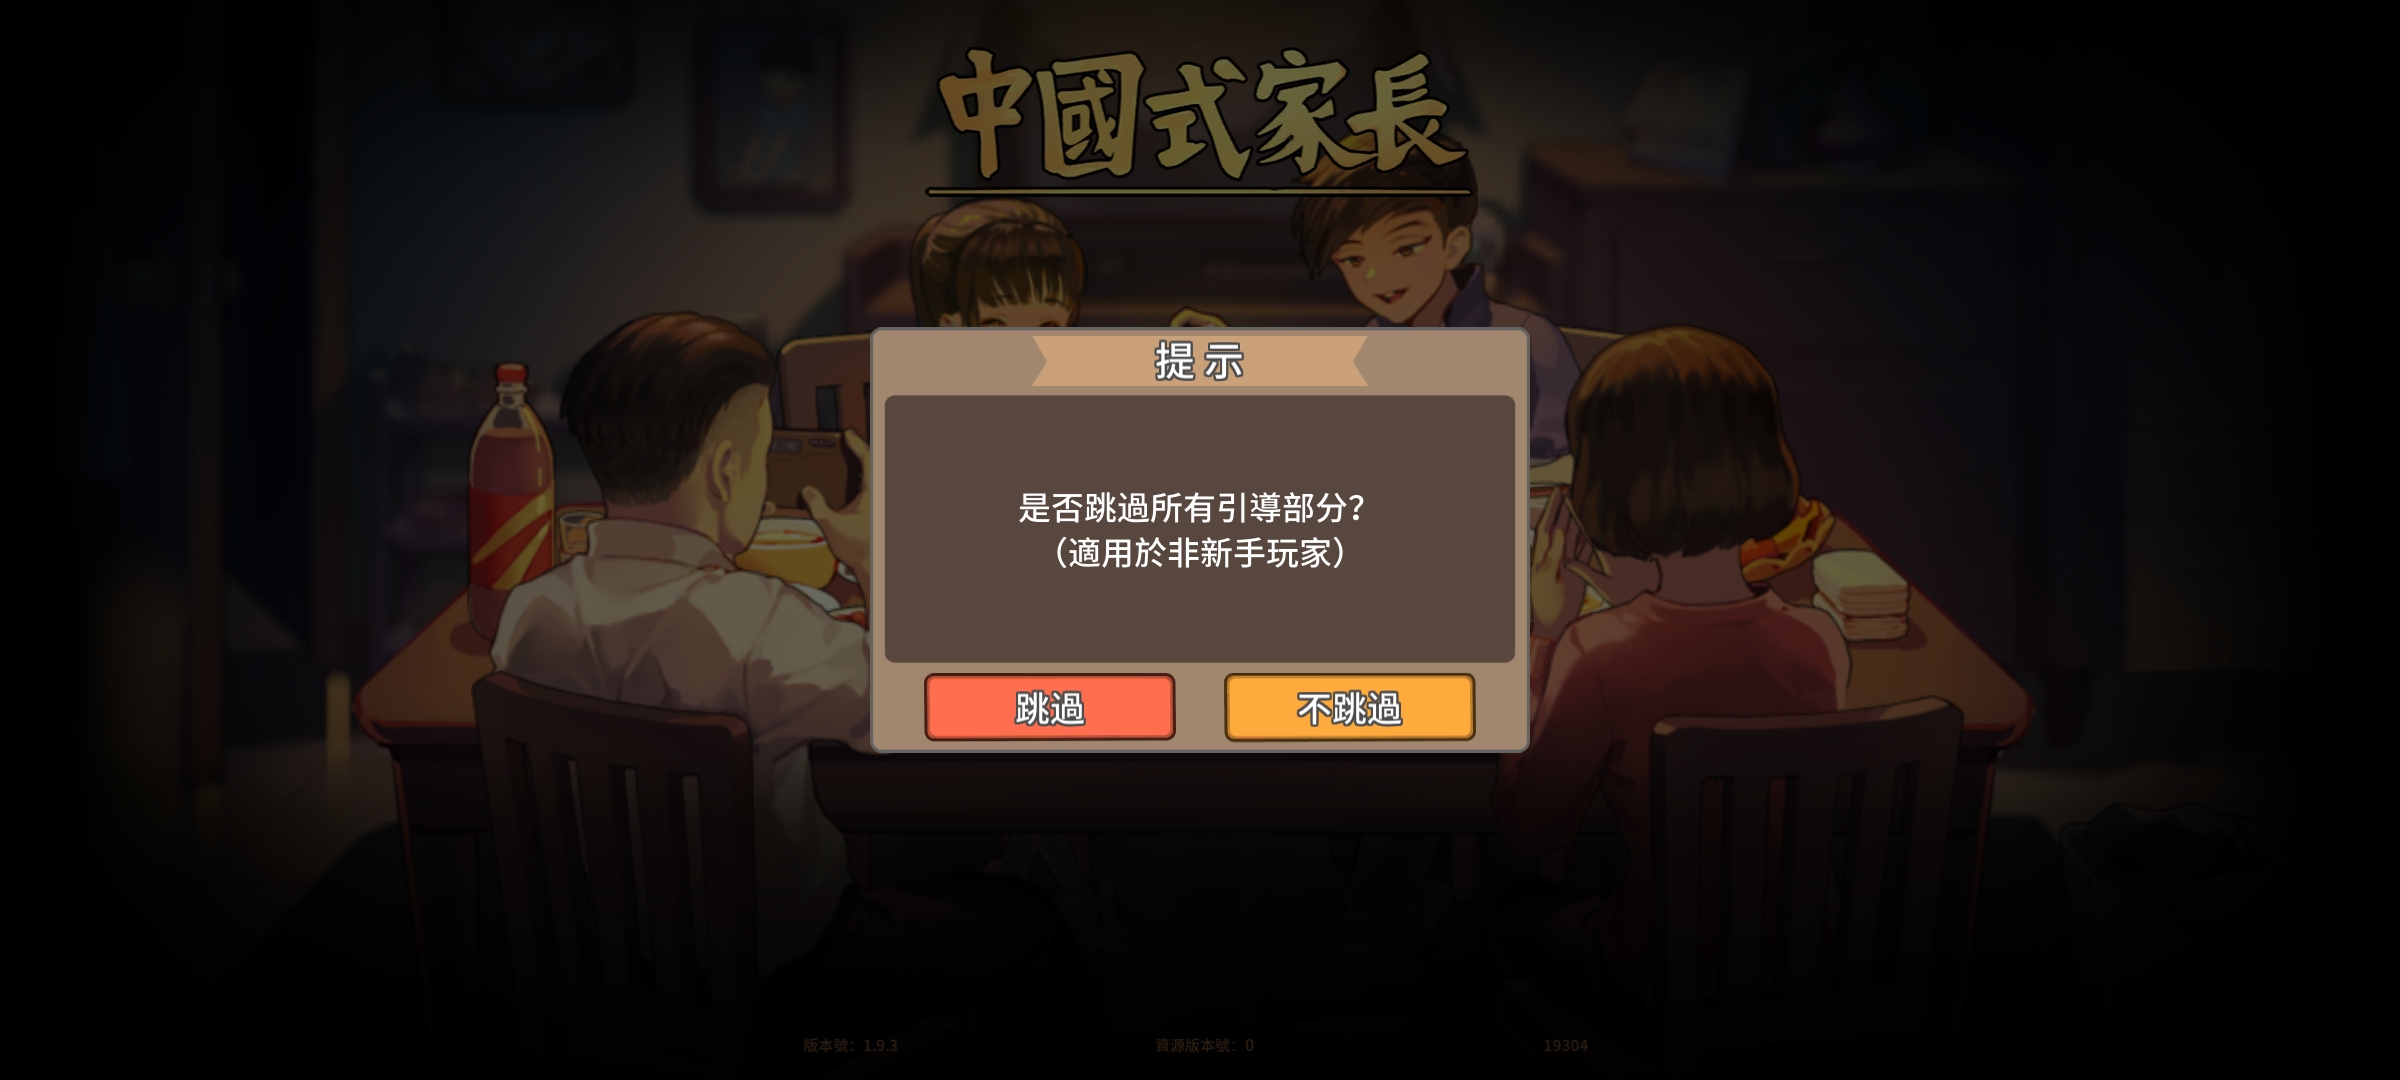 中國式家長
提示
是否跳過所有引導部分？
（適用於非新手玩家）
跳過
不跳過
版本號：1.9.3
資源版本號：0
19304